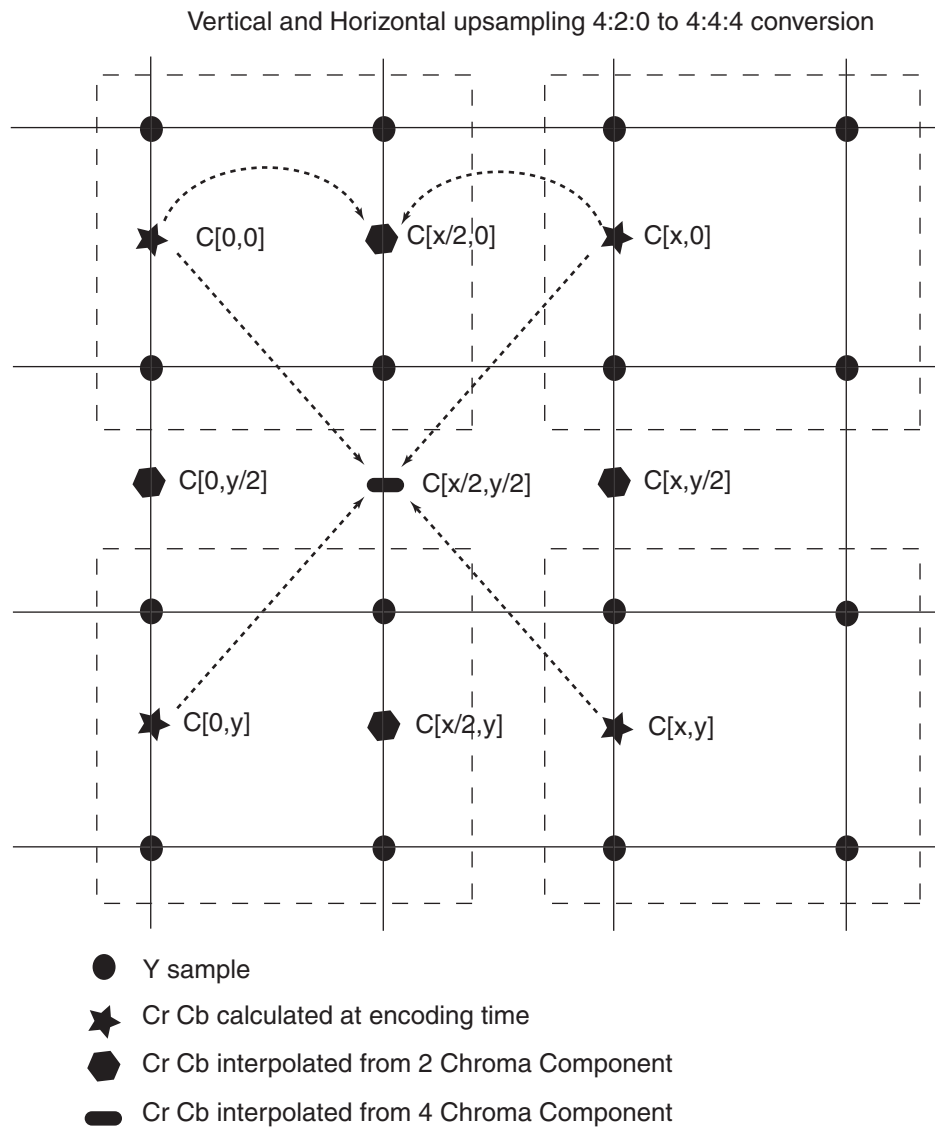 Vertical and Horizontal upsampling 4:2:0 to 4:4:4 conversion
C[0,0]
C[x/2,0]
C[x,0]
C[0,y/2]
C[x/2,y/2]
C[x,y/2]
C[0,y]
C[x/2,y]
C[x,y]
Y sample
Cr Cb calculated at encoding time
Cr Cb interpolated from 2 Chroma Component
Cr Cb interpolated from 4 Chroma Component